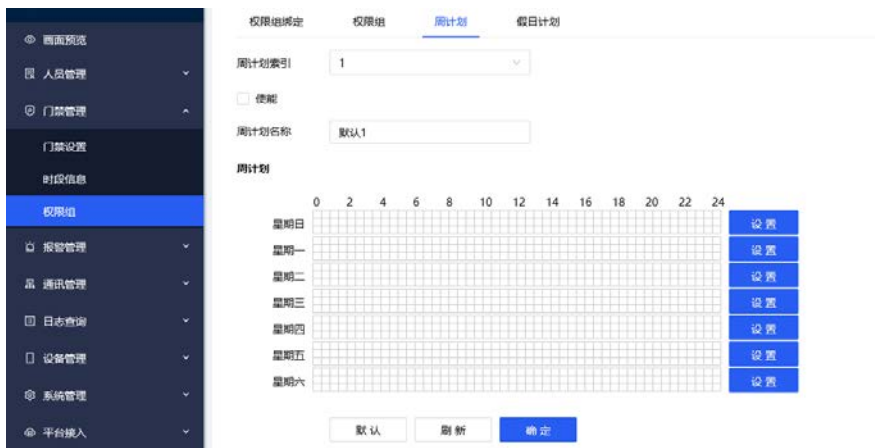 画面预览
人员管理
门禁管理
门禁设置
时段信息
权限组
报警管理
通讯管理
日志查询
设备管理
系统管理
平台接入
权限组绑定 权限组 周计划 假日计划
周计划索引 1
使能
周计划名称 默认1
周计划
0 2 4 6 8 10 12 14 16 18 20 22 24
星期日 设置
星期一 设置
星期二 设置
星期三 设置
星期四 设置
星期五 设置
星期六 设置
默认 刷新 确定